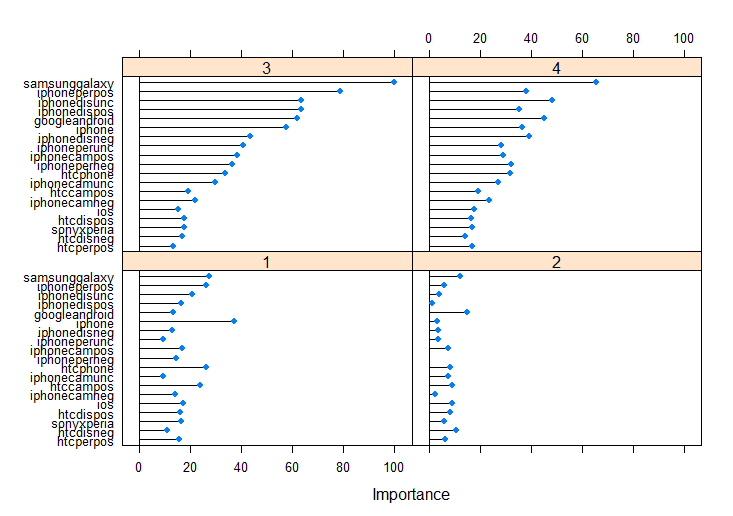 0 20 40 60 80 100
3 4
samsunggalaxy
iphoneperpos
iphonedisunc
iphonedispos
googleandroid
iphone
iphonedisneg
iphoneperunc
iphonecampos
iphoneperneg
htcphone
iphonecamunc
htccampos
iphonecamneg
ios
htcdispos
sonyxperia
htcdisneg
htcperpos
1 2
samsunggalaxy
iphoneperpos
iphonedisunc
iphonedispos
googleandroid
iphone
iphonedisneg
iphoneperunc
iphonecampos
iphoneperneg
htcphone
iphonecamunc
htccampos
iphonecamneg
ios
htcdispos
sonyxperia
htcdisneg
htcperpos
0 20 40 60 80 100
Importance